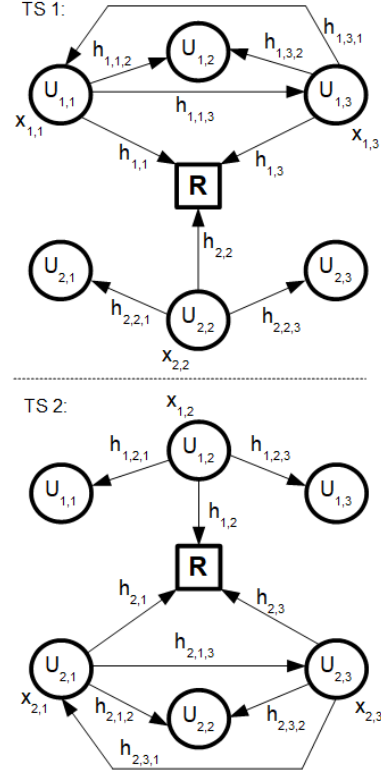 TS 1:
h1,3,1
h1,1,2
U1,2
h1,3,2
U1,1
U1,3
h1,1,3
x1,1
x1,3
h1,1
h1,3
R
h2,2
U2,1
U2,3
h2,2,1
U2,2
h2,2,3
x2,2
TS 2:
x1,2
U1,2
h1,2,1
h1,2,3
U1,1
U1,3
h1,2
R
h2,1
h2,3
h2,1,3
U2,1
U2,3
x2,1
h2,1,2
U2,2
h2,3,2
x2,3
h2,3,1